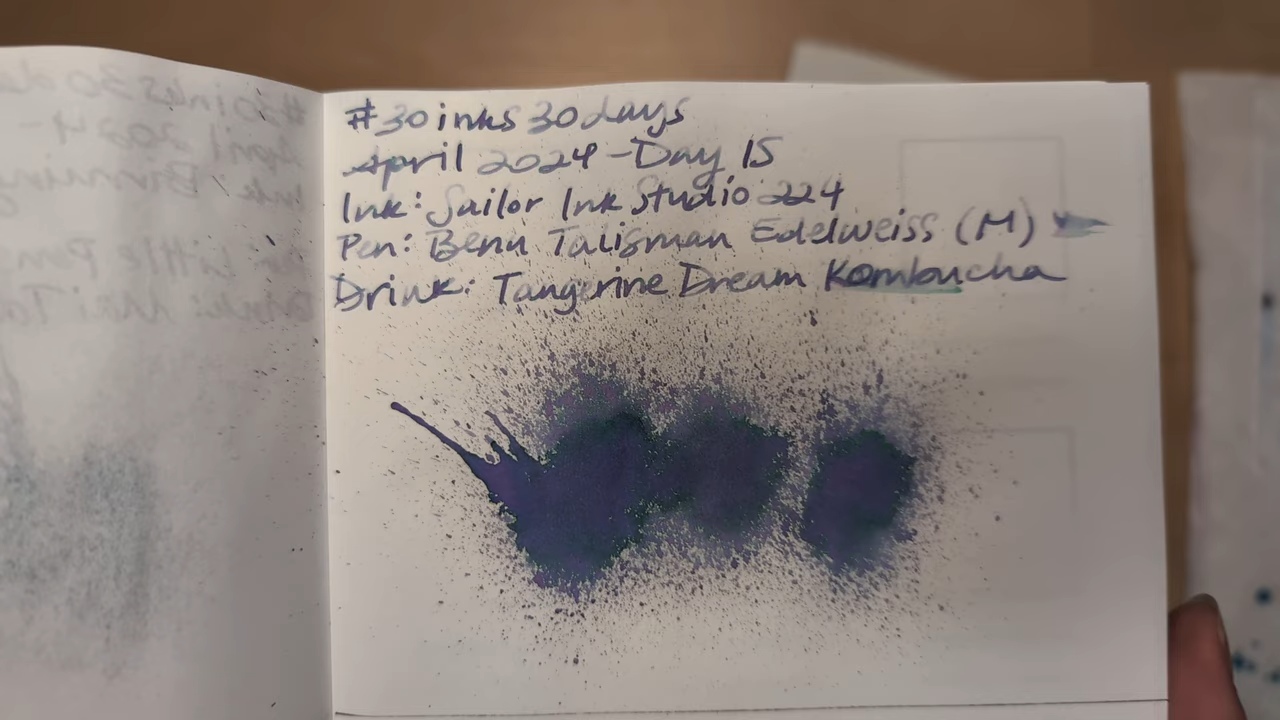 #30inks30days
April 2024 - Day 15
Ink: Sailor Ink Studio 224
Pen: Benu Talisman Edelweiss (M)
Drink: Tangerine Dream Kombucha